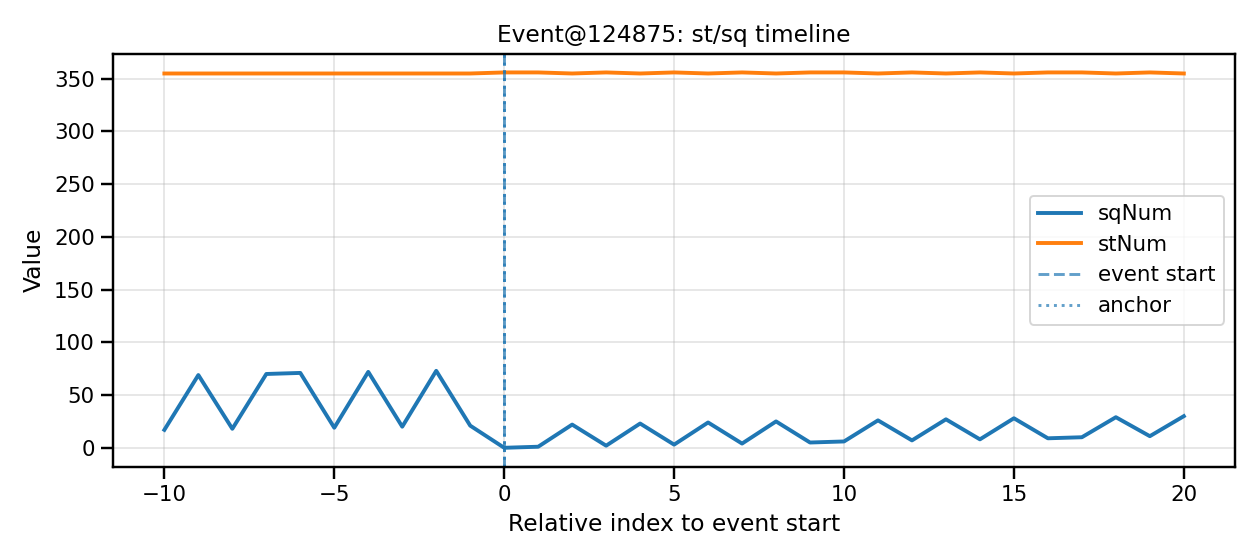 Event@124875: st/sq timeline
Value
350
300
250
200
150
100
50
0
sqNum
stNum
event start
anchor
−10
−5
0
5
10
15
20
Relative index to event start